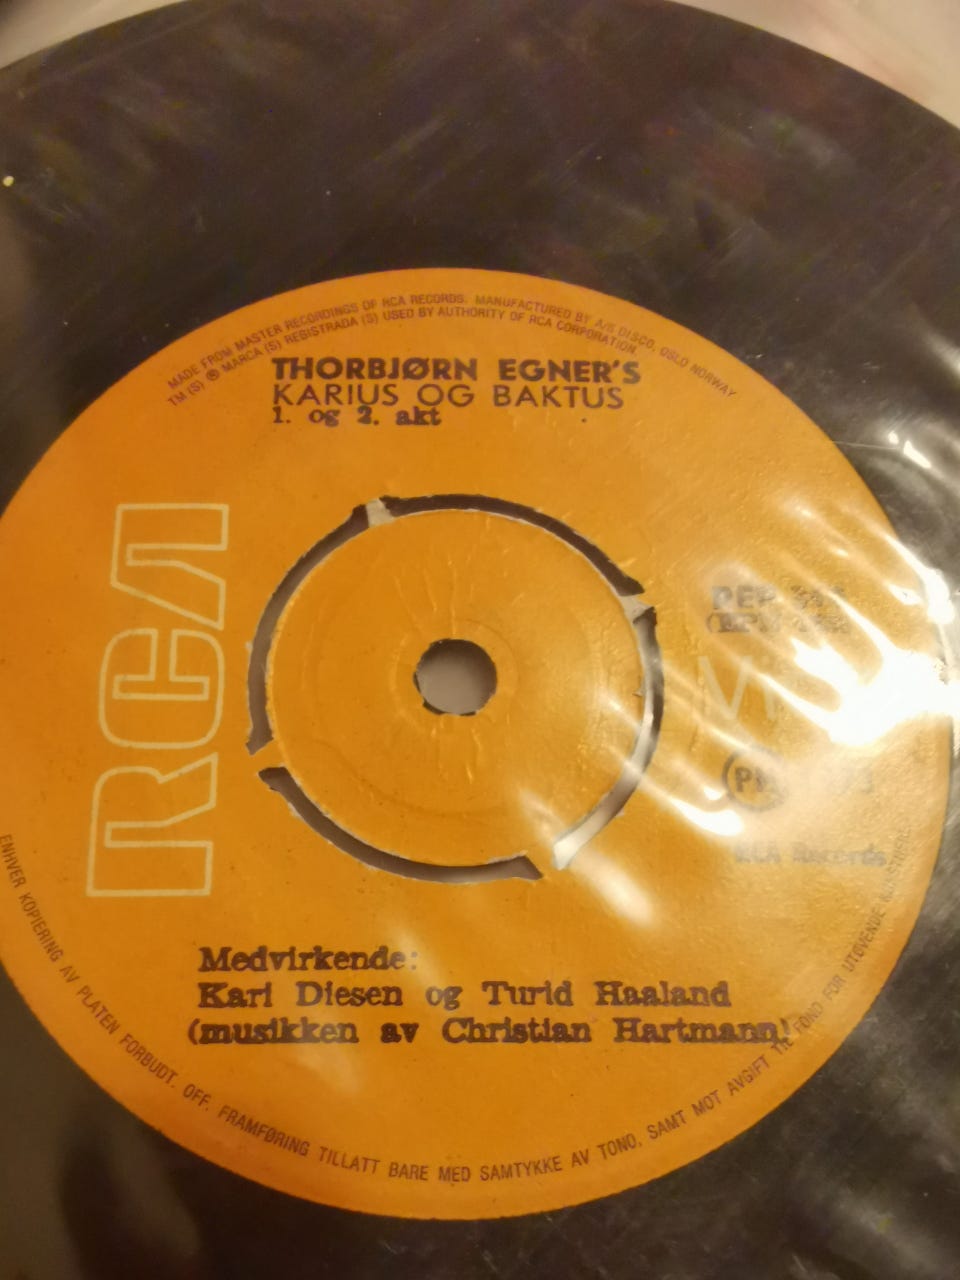 MADE FROM MASTER RECORDINGS OF RCA RECORDS. MANUFACTURED BY A/S DISCO, OSLO NORWAY
TM (S) ® MARCA (S) REGISTRADA (S) USED BY AUTHORITY OF RCA CORPORATION.
THORBJØRN EGNER'S
KARIUS OG BAKTUS
1. og 2. akt
RCA
PEP
(EPN
RCA Records
Medvirkende:
Kari Diesen og Turid Haaland
(musikken av Christian Hartmann)
ENHVER KOPIERING AV PLATEN FORBUDT. OFF. FRAMFØRING TILLATT BARE MED SAMTYKKE AV TONO, SAMT MOT AVGIFT TIL FOND FOR UTØVENDE KUNSTNERE